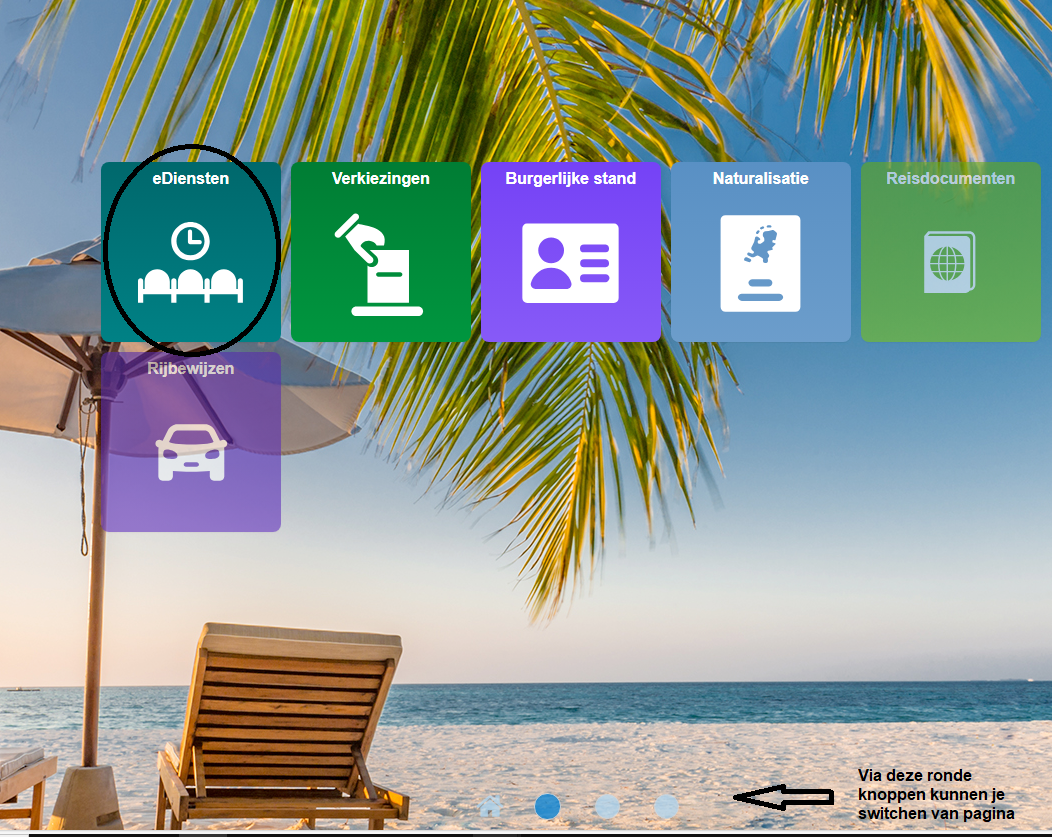 eDiensten
Verkiezingen
Burgerlijke stand
Naturalisatie
Reisdocumenten
Rijbewijzen
Via deze ronde
knoppen kunnen je
switchen van pagina